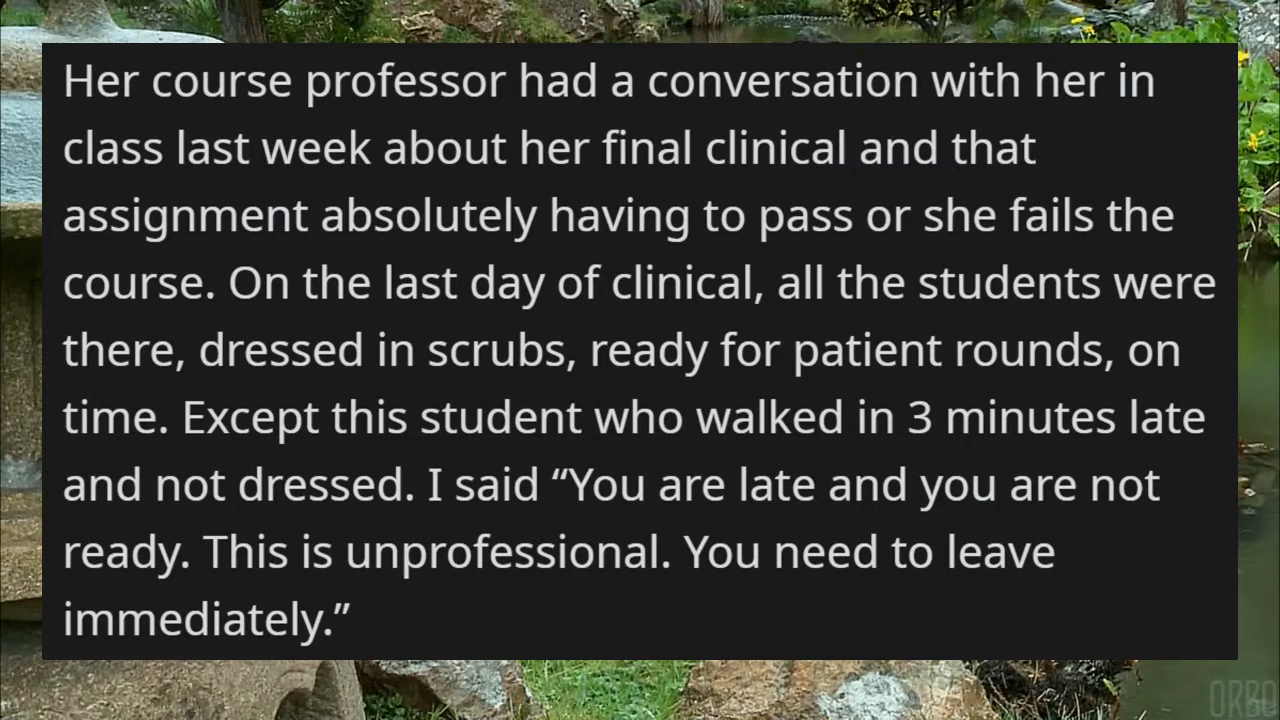 Her course professor had a conversation with her in
class last week about her final clinical and that
assignment absolutely having to pass or she fails the
course. On the last day of clinical, all the students were
there, dressed in scrubs, ready for patient rounds, on
time. Except this student who walked in 3 minutes late
and not dressed. I said “You are late and you are not
ready. This is unprofessional. You need to leave
immediately.”